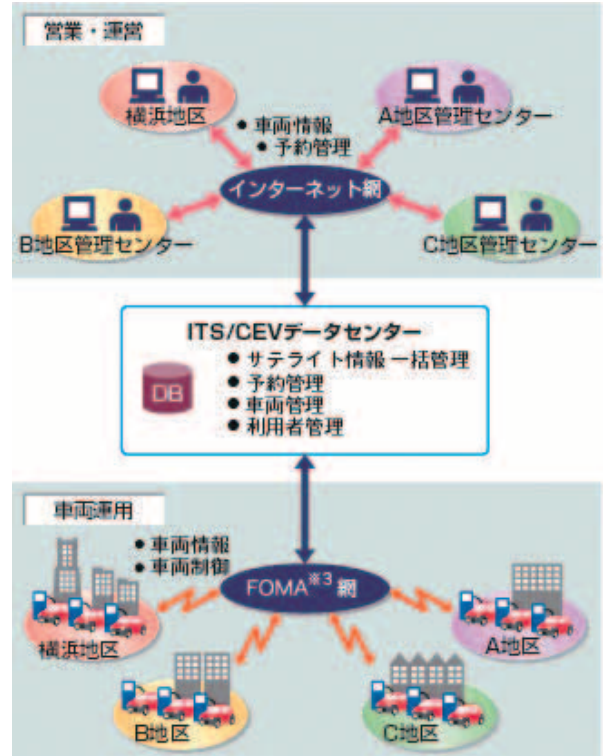 営業・運営
横浜地区
A地区管理センター
● 車両情報
● 予約管理
インターネット網
B地区管理センター
C地区管理センター
ITS/CEVデータセンター
DB
● サテライト情報 一括管理
● 予約管理
● 車両管理
● 利用者管理
車両運用
● 車両情報
● 車両制御
FOMA※3網
横浜地区
A地区
B地区
C地区